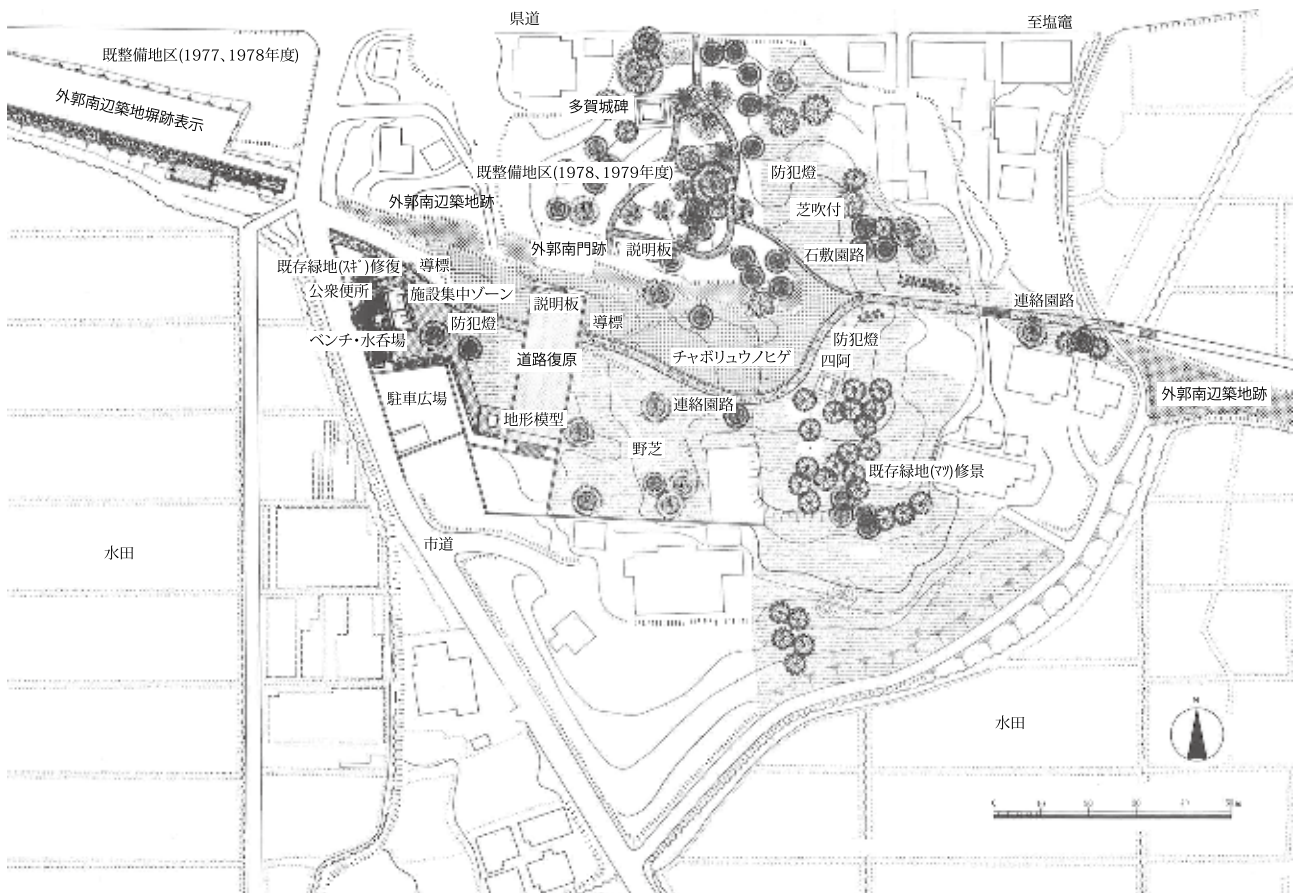 県道
至塩竈
既整備地区(1977、1978年度)
外郭南辺築地塀跡表示
多賀城碑
既整備地区(1978、1979年度)
防犯燈
外郭南辺築地跡
芝吹付
外郭南門跡
説明板
石敷園路
既存緑地(ｽｷﾞ)修復
導標
公衆便所
施設集中ゾーン
説明板
連絡園路
ベンチ・水呑場
防犯燈
導標
防犯燈
道路復原
チャボリュウノヒゲ
四阿
駐車広場
地形模型
連絡園路
外郭南辺築地跡
野芝
既存緑地(ﾏﾂ)修景
水田
市道
水田
N
0
10